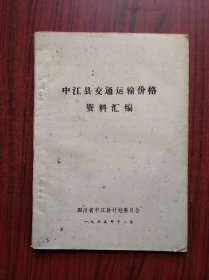 中江县交通运输价格
资料汇编
四川省中江县计划委员会
一九七五年十二月